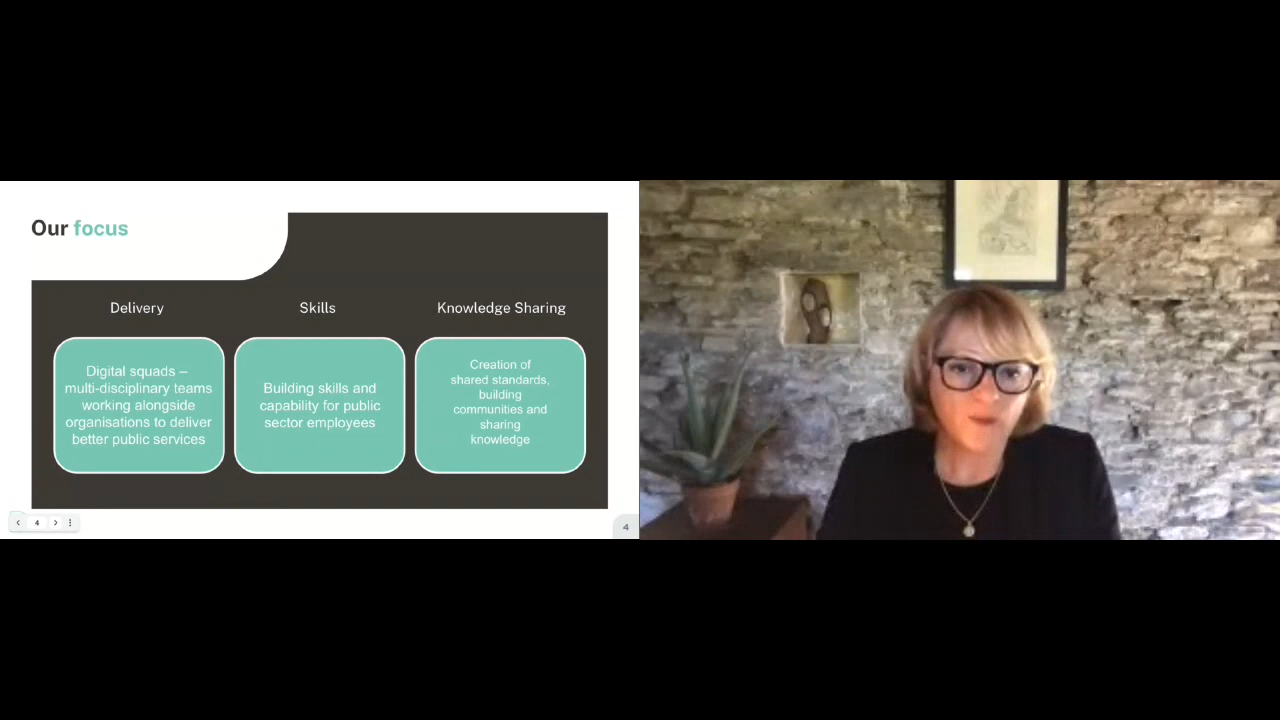 Our focus
Delivery
Skills
Knowledge Sharing
Digital squads –
multi-disciplinary teams
working alongside
organisations to deliver
better public services
Building skills and
capability for public
sector employees
Creation of
shared standards,
building
communities and
sharing
knowledge
4
4